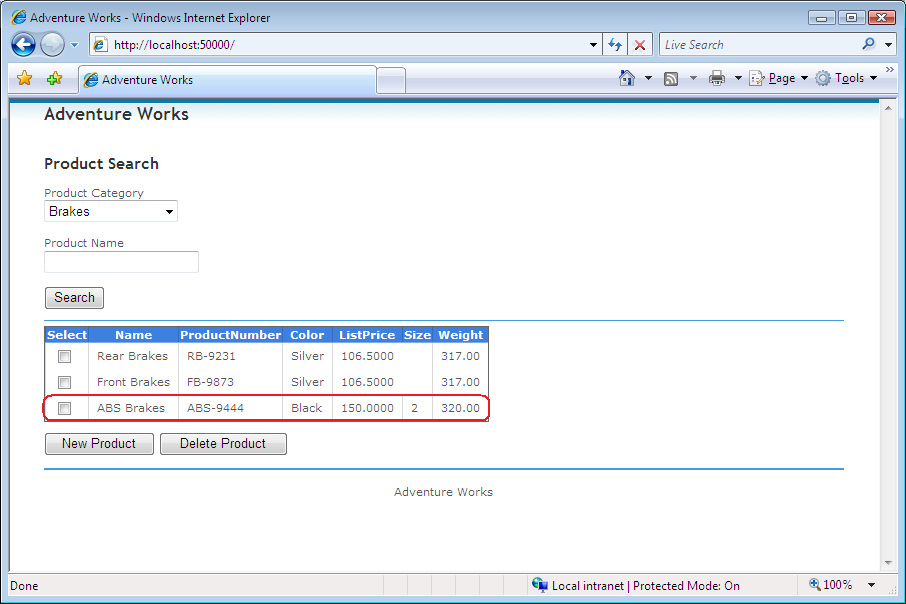 Adventure Works - Windows Internet Explorer
http://localhost:50000/
Live Search
Adventure Works
Page
Tools
Adventure Works
Product Search
Product Category
Brakes
Product Name
Search
Select Name ProductNumber Color ListPrice Size Weight
Rear Brakes RB-9231 Silver 106.5000 317.00
Front Brakes FB-9873 Silver 106.5000 317.00
ABS Brakes ABS-9444 Black 150.0000 2 320.00
New Product Delete Product
Adventure Works
Done Local intranet | Protected Mode: On 100%